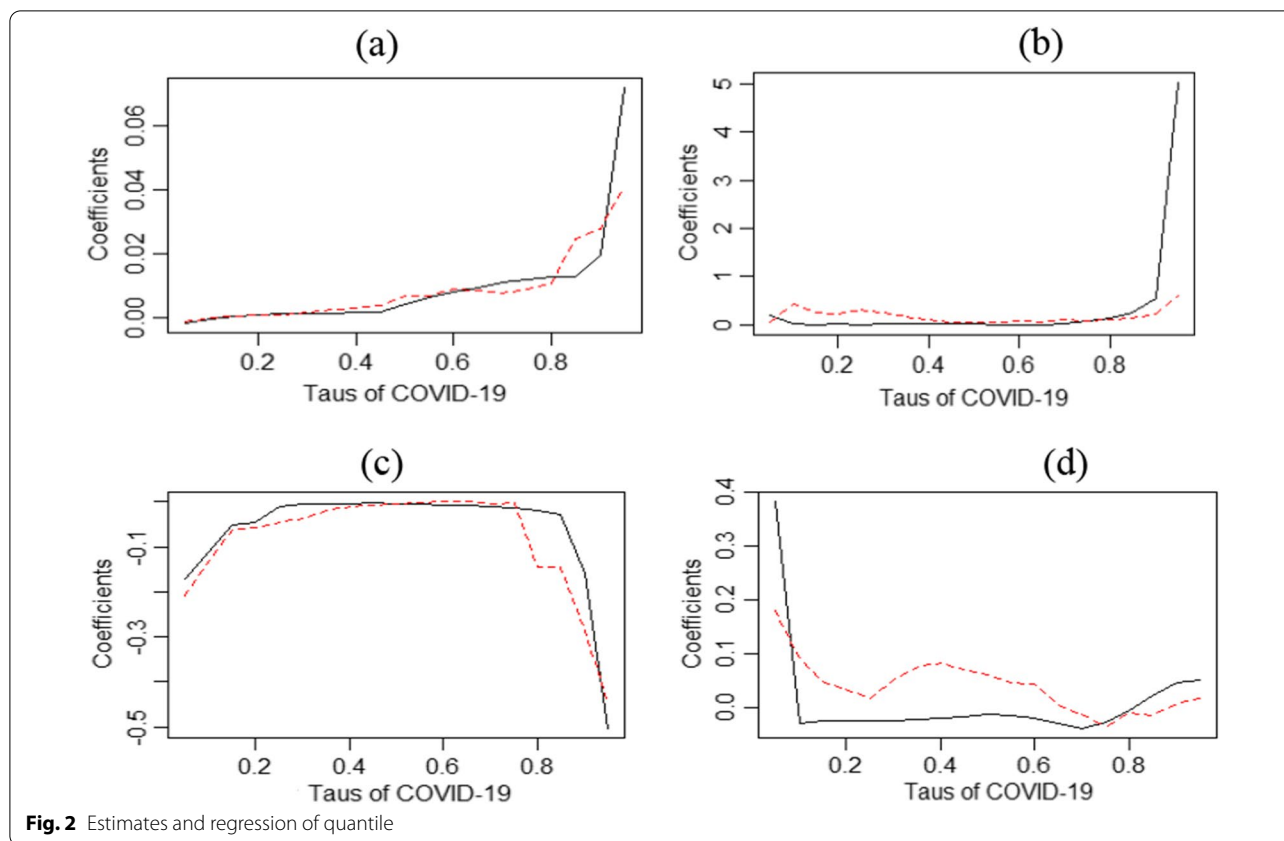 (a)
Coefficients
0.06
0.04
0.02
0.00
0.2 0.4 0.6 0.8
Taus of COVID-19
(b)
Coefficients
5
4
3
2
1
0
0.2 0.4 0.6 0.8
Taus of COVID-19
(c)
Coefficients
-0.1
-0.3
-0.5
0.2 0.4 0.6 0.8
Taus of COVID-19
(d)
Coefficients
0.4
0.3
0.2
0.1
0.0
0.2 0.4 0.6 0.8
Taus of COVID-19
Fig. 2 Estimates and regression of quantile